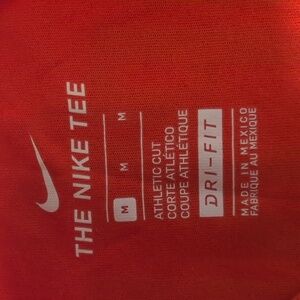 THE NIKE TEE
M M M
ATHLETIC CUT
CORTE ATLÉTICO
COUPE ATHLÉTIQUE
DRI-FIT
MADE IN MEXICO
FABRIQUÉ AU MEXIQUE